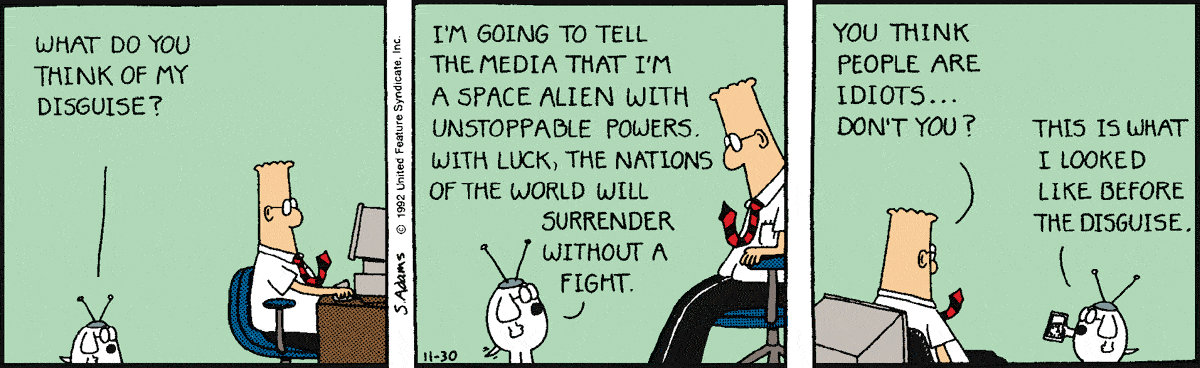 WHAT DO YOU
THINK OF MY
DISGUISE?
S. Adams © 1992 United Feature Syndicate, Inc.
I'M GOING TO TELL
THE MEDIA THAT I'M
A SPACE ALIEN WITH
UNSTOPPABLE POWERS.
WITH LUCK, THE NATIONS
OF THE WORLD WILL
SURRENDER
WITHOUT A
FIGHT.
11-30
YOU THINK
PEOPLE ARE
IDIOTS...
DON'T YOU?
THIS IS WHAT
I LOOKED
LIKE BEFORE
THE DISGUISE.